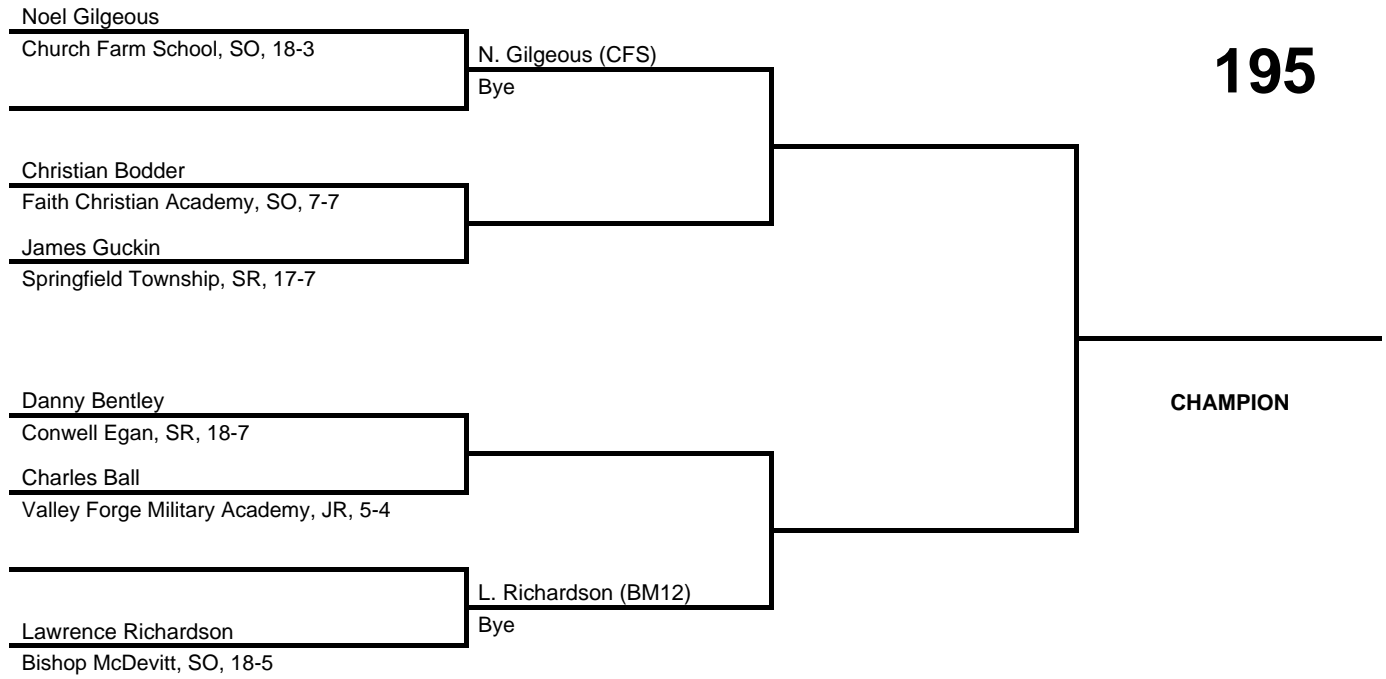 Noel Gilgeous
Church Farm School, SO, 18-3
N. Gilgeous (CFS)
Bye
195
Christian Bodder
Faith Christian Academy, SO, 7-7
James Guckin
Springfield Township, SR, 17-7
Danny Bentley
Conwell Egan, SR, 18-7
CHAMPION
Charles Ball
Valley Forge Military Academy, JR, 5-4
L. Richardson (BM12)
Bye
Lawrence Richardson
Bishop McDevitt, SO, 18-5